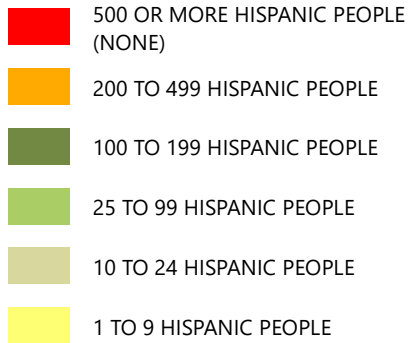 500 OR MORE HISPANIC PEOPLE
(NONE)
200 TO 499 HISPANIC PEOPLE
100 TO 199 HISPANIC PEOPLE
25 TO 99 HISPANIC PEOPLE
10 TO 24 HISPANIC PEOPLE
1 TO 9 HISPANIC PEOPLE